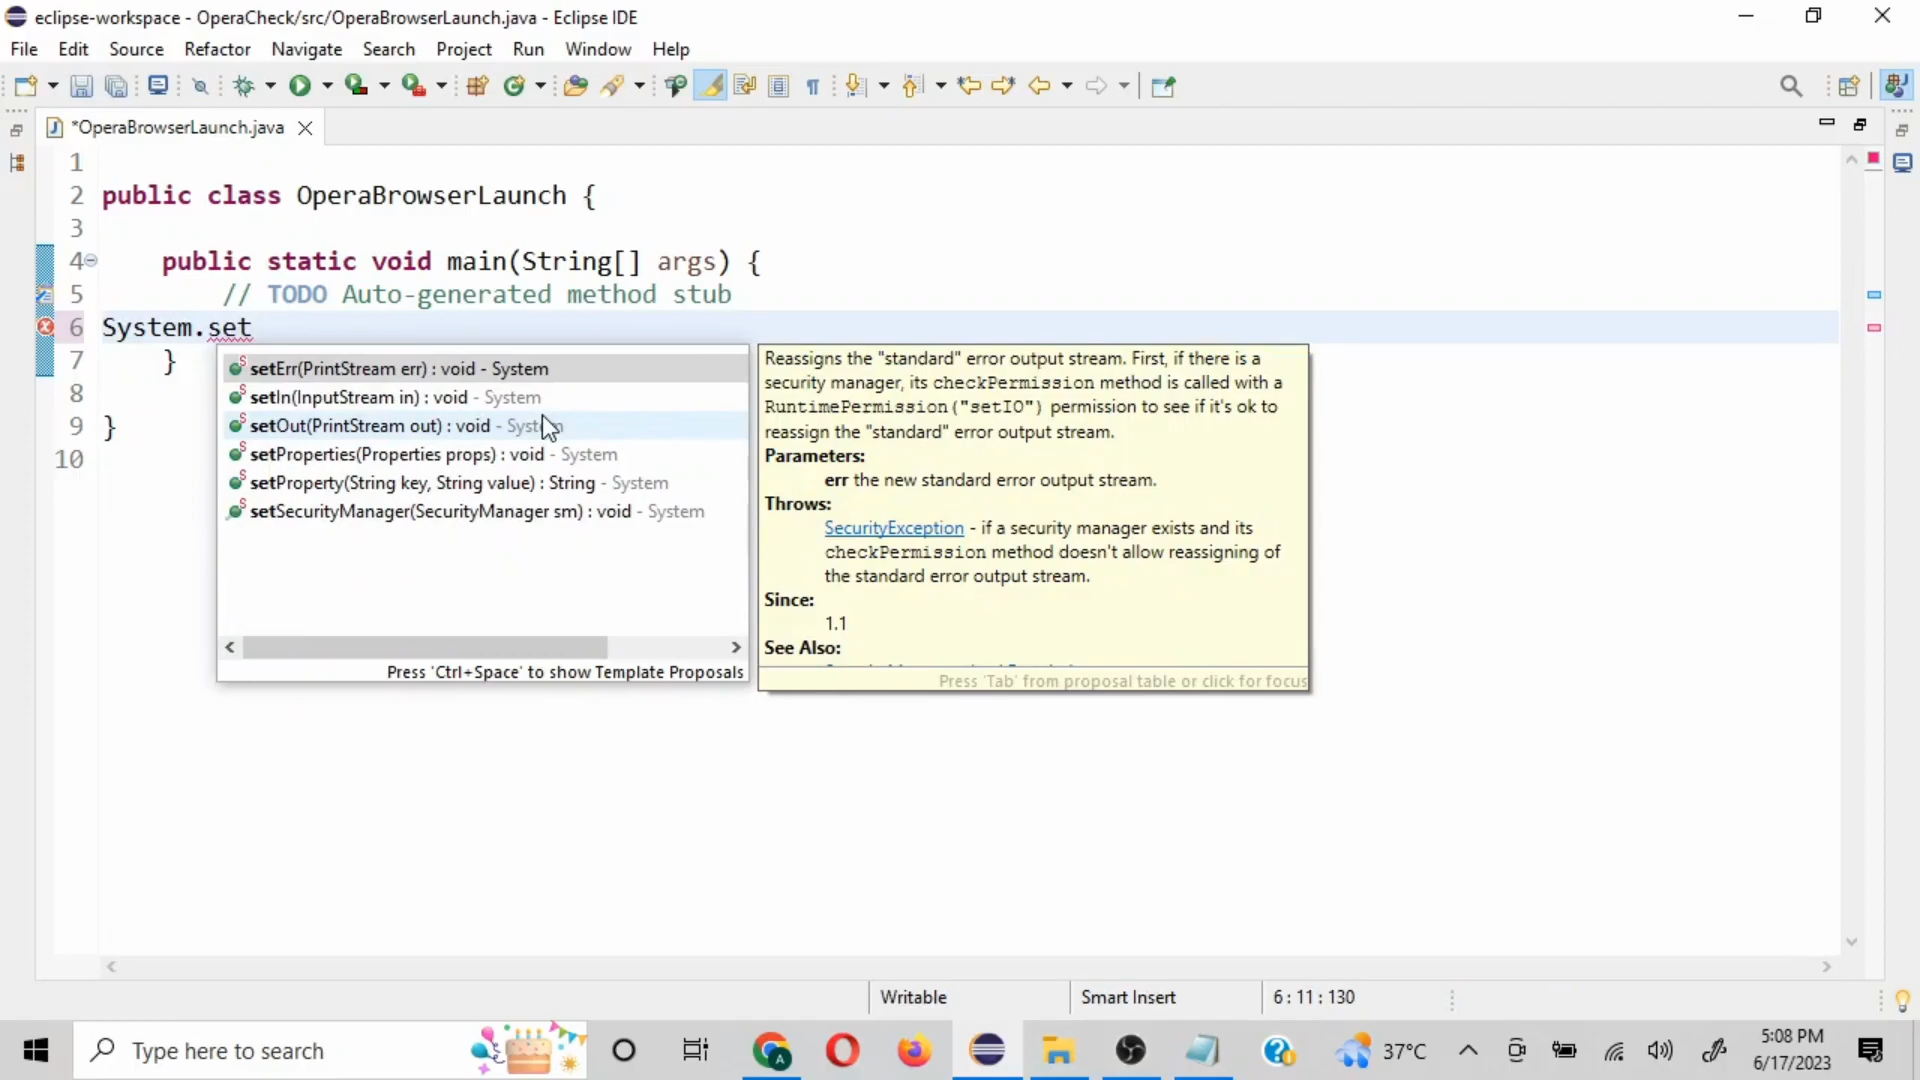 eclipse-workspace - OperaCheck/src/OperaBrowserLaunch.java - Eclipse IDE
File Edit Source Refactor Navigate Search Project Run Window Help
*OperaBrowserLaunch.java
1
2 public class OperaBrowserLaunch {
3
4 public static void main(String[] args) {
5 // TODO Auto-generated method stub
6 System.set
7 }
8
9 }
10
setErr(PrintStream err) : void - System
setIn(InputStream in) : void - System
setOut(PrintStream out) : void - System
setProperties(Properties props) : void - System
setProperty(String key, String value) : String - System
setSecurityManager(SecurityManager sm) : void - System
Press 'Ctrl+Space' to show Template Proposals
Reassigns the "standard" error output stream. First, if there is a
security manager, its checkPermission method is called with a
RuntimePermission("setIO") permission to see if it's ok to
reassign the "standard" error output stream.
Parameters:
err the new standard error output stream.
Throws:
SecurityException - if a security manager exists and its
checkPermission method doesn't allow reassigning of
the standard error output stream.
Since:
1.1
See Also:
Press 'Tab' from proposal table or click for focus
Writable Smart Insert 6 : 11 : 130
Type here to search
37°C
5:08 PM
6/17/2023